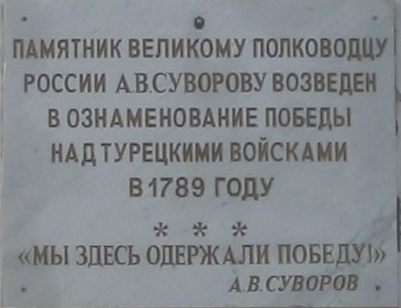 ПАМЯТНИК ВЕЛИКОМУ ПОЛКОВОДЦУ
РОССИИ А.В.СУВОРОВУ ВОЗВЕДЕН
В ОЗНАМЕНОВАНИЕ ПОБЕДЫ
НАД ТУРЕЦКИМИ ВОЙСКАМИ
В 1789 ГОДУ
* * *
«МЫ ЗДЕСЬ ОДЕРЖАЛИ ПОБЕДУ!»
А.В.СУВОРОВ